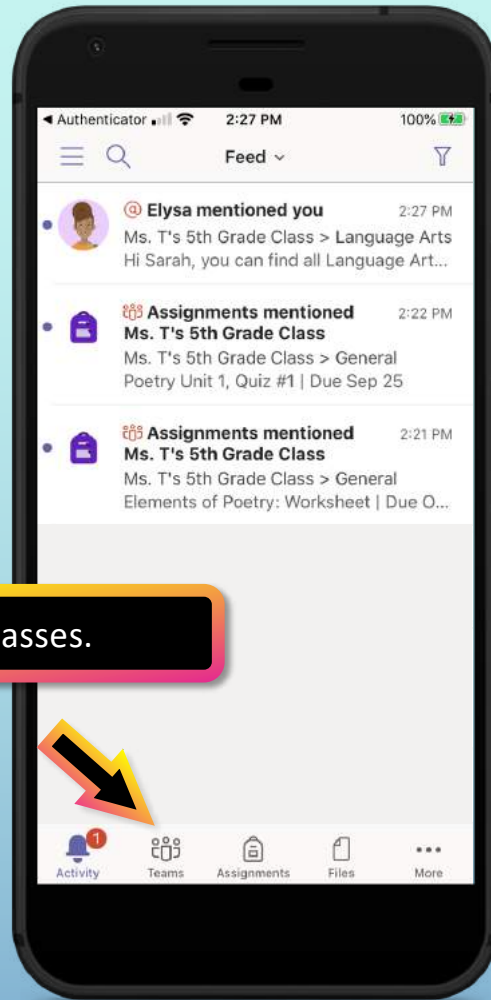 Authenticator 2:27 PM 100%
Feed
@ Elysa mentioned you 2:27 PM
Ms. T's 5th Grade Class > Language Arts
Hi Sarah, you can find all Language Art...
Assignments mentioned 2:22 PM
Ms. T's 5th Grade Class
Ms. T's 5th Grade Class > General
Poetry Unit 1, Quiz #1 | Due Sep 25
Assignments mentioned 2:21 PM
Ms. T's 5th Grade Class
Ms. T's 5th Grade Class > General
Elements of Poetry: Worksheet | Due O...
asses.
1
Activity Teams Assignments Files More